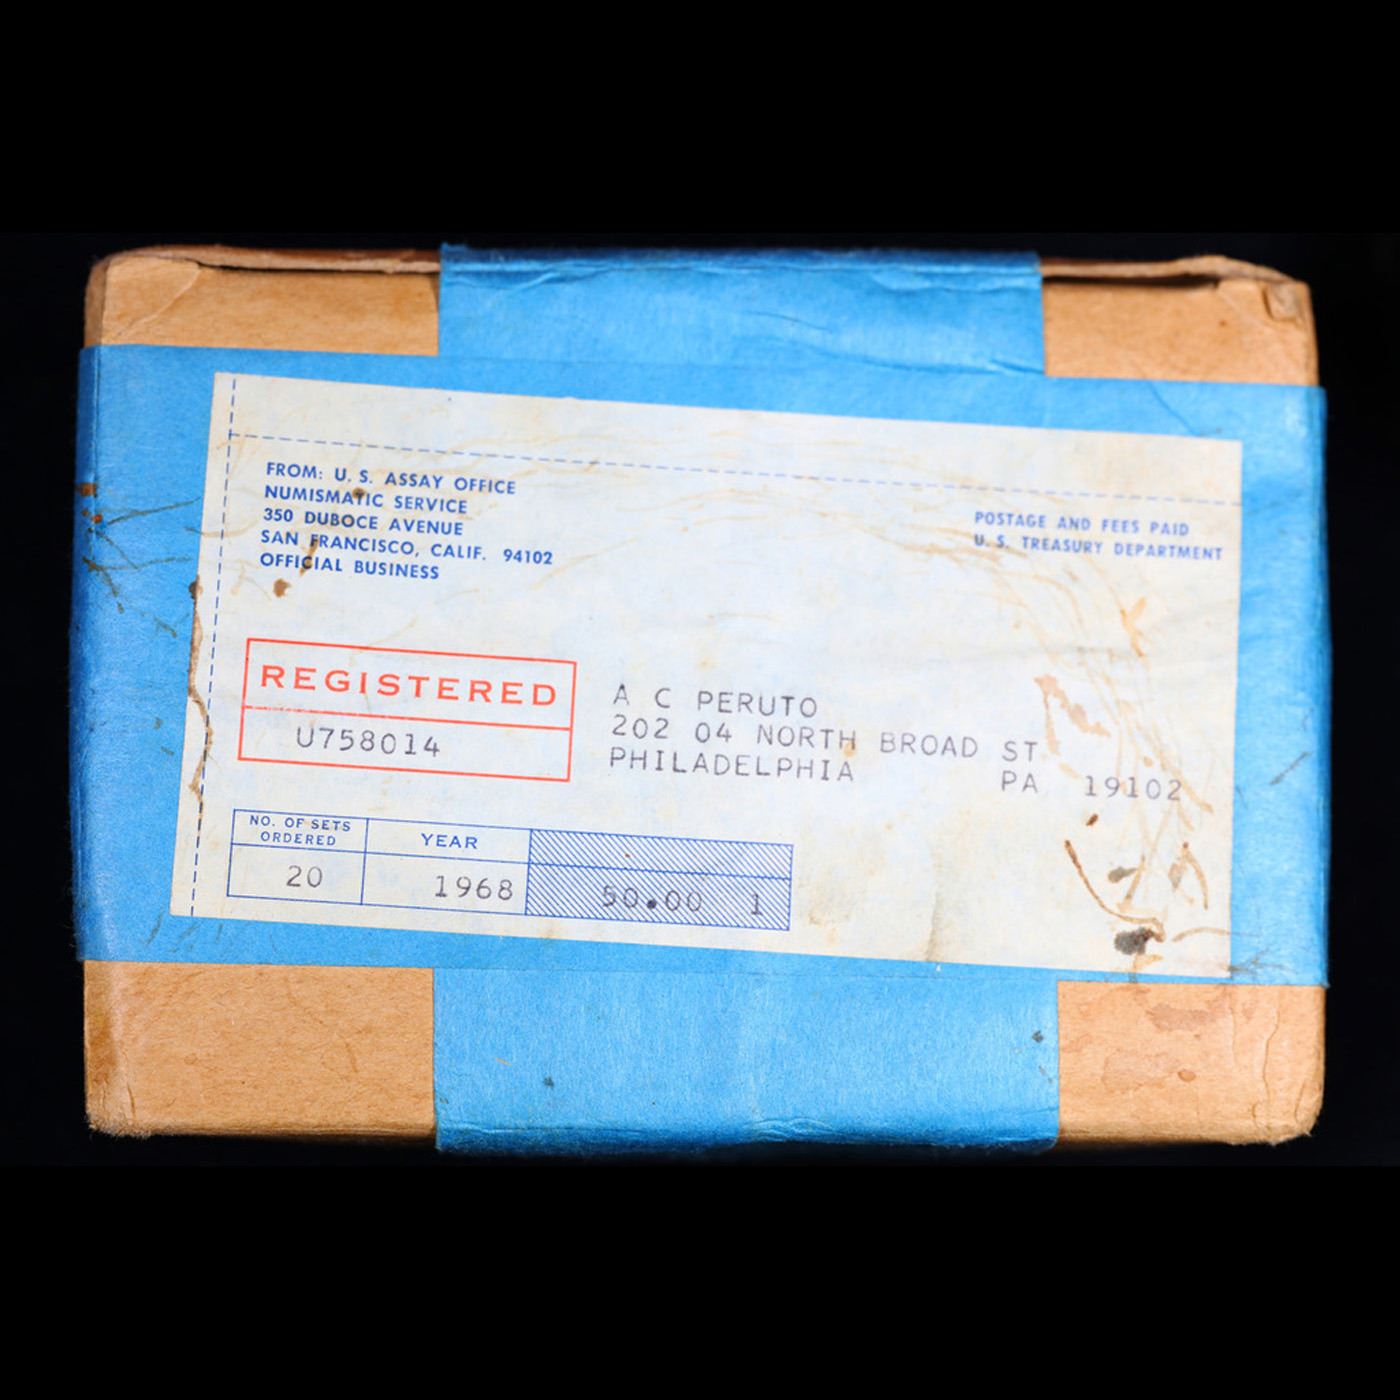 FROM: U. S. ASSAY OFFICE
NUMISMATIC SERVICE
350 DUBOCE AVENUE
SAN FRANCISCO, CALIF. 94102
OFFICIAL BUSINESS
POSTAGE AND FEES PAID
U. S. TREASURY DEPARTMENT
REGISTERED
U758014
A C PERUTO
202 04 NORTH BROAD ST
PHILADELPHIA PA 19102
NO. OF SETS
ORDERED
YEAR
20 1968 50.00 1